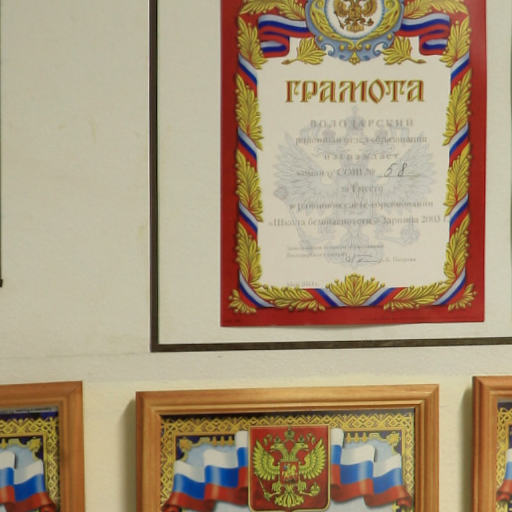 ГРАМОТА
ВОЛОДАРСКИЙ
районный отдел образования
награждает
команду СОШ № 58
за I место
в районном слете-соревновании
«Школа безопасности - Зарница 2003